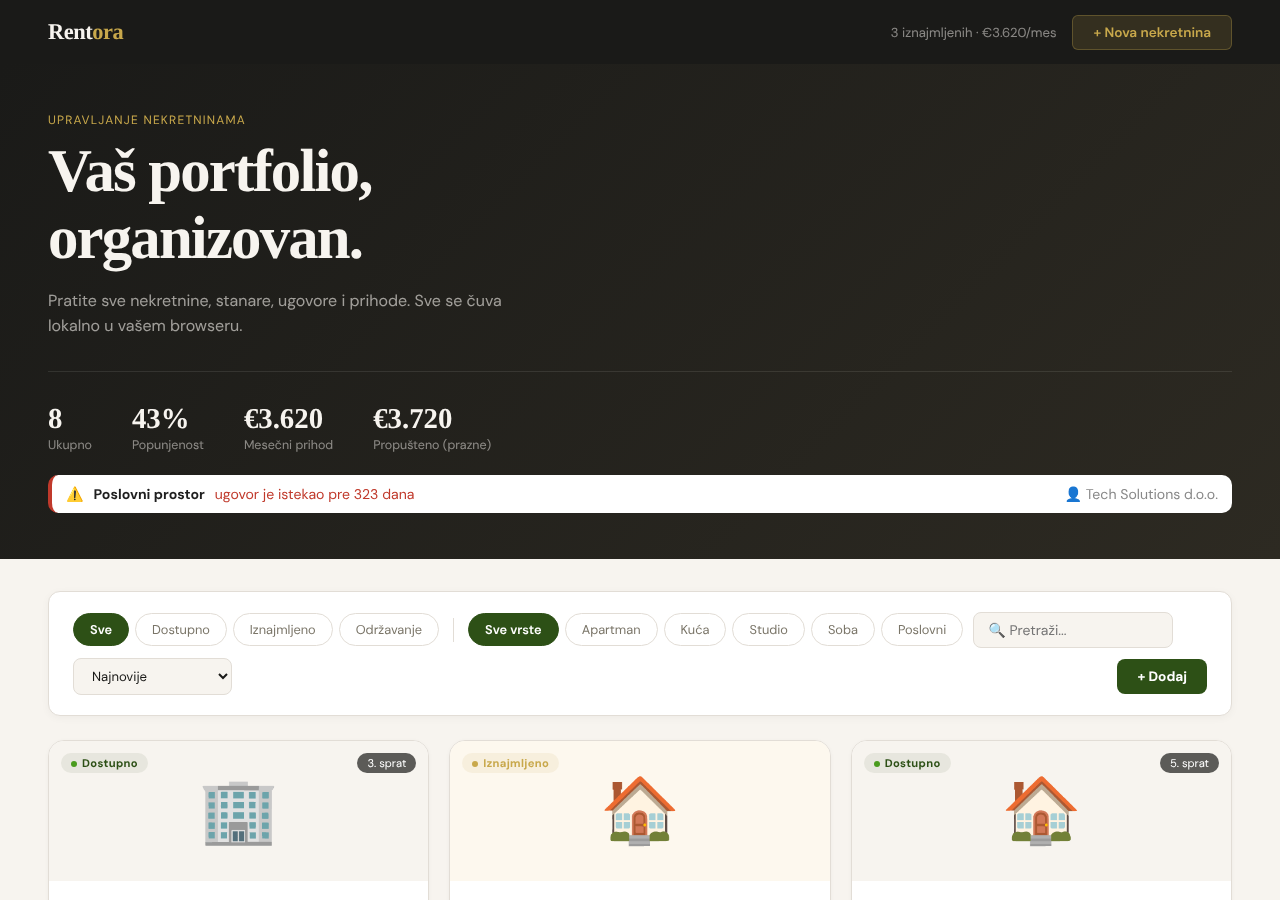 Rentora
3 iznajmljenih · €3.620/mes
+ Nova nekretnina
UPRAVLJANJE NEKRETNINAMA
Vaš portfolio,
organizovan.
Pratite sve nekretnine, stanare, ugovore i prihode. Sve se čuva
lokalno u vašem browseru.
8
Ukupno
43%
Popunjenost
€3.620
Mesečni prihod
€3.720
Propušteno (prazne)
Poslovni prostor ugovor je istekao pre 323 dana
Tech Solutions d.o.o.
Sve
Dostupno
Iznajmljeno
Održavanje
Sve vrste
Apartman
Kuća
Studio
Soba
Poslovni
Pretraži...
Najnovije
+ Dodaj
Dostupno
3. sprat
Iznajmljeno
Dostupno
5. sprat